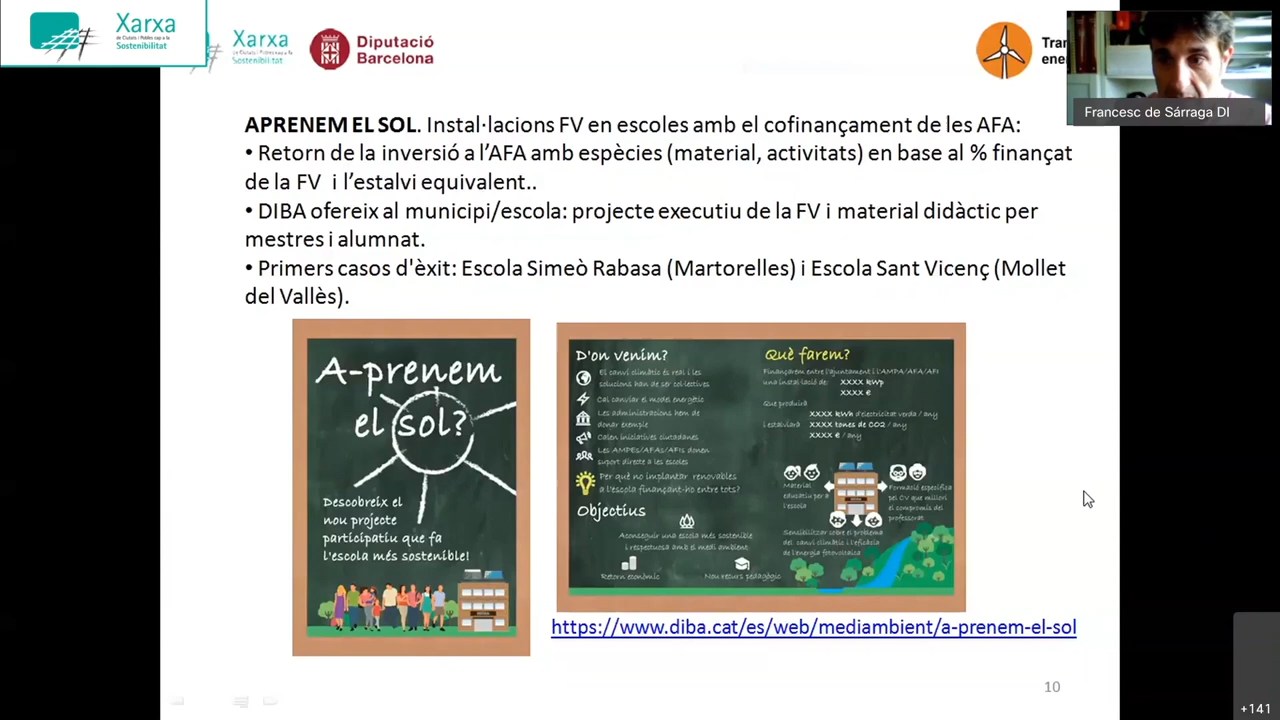 Xarxa
de Ciutats i Pobles cap a la
Sostenibilitat
Xarxa
de Ciutats i Pobles cap a la
Sostenibilitat
Diputació
Barcelona
Tran
ene
Francesc de Sárraga DI
APRENEM EL SOL. Instal·lacions FV en escoles amb el cofinançament de les AFA:
• Retorn de la inversió a l’AFA amb espècies (material, activitats) en base al % finançat
de la FV i l’estalvi equivalent..
• DIBA ofereix al municipi/escola: projecte executiu de la FV i material didàctic per
mestres i alumnat.
• Primers casos d'èxit: Escola Simeò Rabasa (Martorelles) i Escola Sant Vicenç (Mollet
del Vallès).
A-prenem
el sol?
Descobreix el
nou projecte
participatiu que fa
l'escola més sostenible!
D'on venim?
El canvi climàtic és real i les
solucions han de ser col·lectives
Cal canviar el model energètic
Les administracions hem de
donar exemple
Calen iniciatives ciutadanes
Les AMPES/AFAS/AFIS donen
suport directe a les escoles
Per què no implantar renovables
a l'escola finançant-ho entre tots?
Objectius
Aconseguir una escola més sostenible
i respectuosa amb el medi ambient
Retorn econòmic
Nou recurs pedagògic
Què farem?
Finançarem entre l'ajuntament i l'AMPA/AFA/AFI
una instal·lació de: XXXX kWp
XXXX €
Que produirà
XXXX kWh d'electricitat verda / any
i estalviarà XXXX tones de CO2 / any
XXXX € / any
Material
educatiu per a
l'escola
Formació específica
pel CV que millori
el compromís del
professorat
Sensibilitzar sobre el problema
del canvi climàtic i l'eficàcia
de l'energia fotovoltaica
https://www.diba.cat/es/web/mediambient/a-prenem-el-sol
10
+141